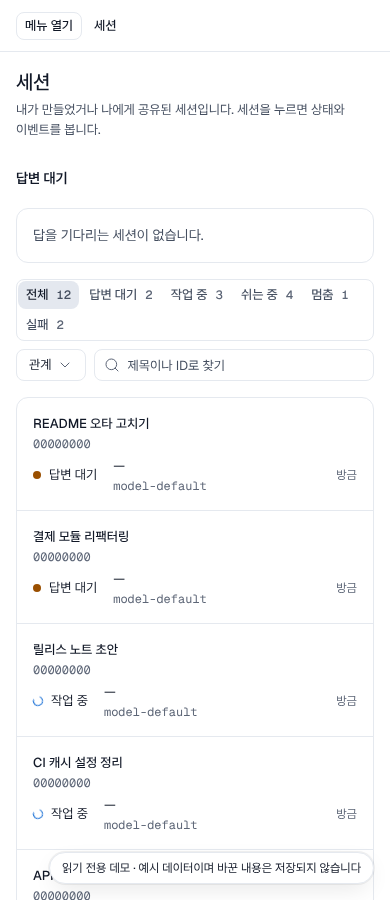 메뉴 열기 세션
세션
내가 만들었거나 나에게 공유된 세션입니다. 세션을 누르면 상태와
이벤트를 봅니다.
답변 대기
답을 기다리는 세션이 없습니다.
전체 12 답변 대기 2 작업 중 3 쉬는 중 4 멈춤 1
실패 2
관계 제목이나 ID로 찾기
README 오타 고치기
00000000
답변 대기 — 방금
model-default
결제 모듈 리팩터링
00000000
답변 대기 — 방금
model-default
릴리스 노트 초안
00000000
작업 중 — 방금
model-default
CI 캐시 설정 정리
00000000
작업 중 — 방금
model-default
읽기 전용 데모 · 예시 데이터이며 바꾼 내용은 저장되지 않습니다
00000000